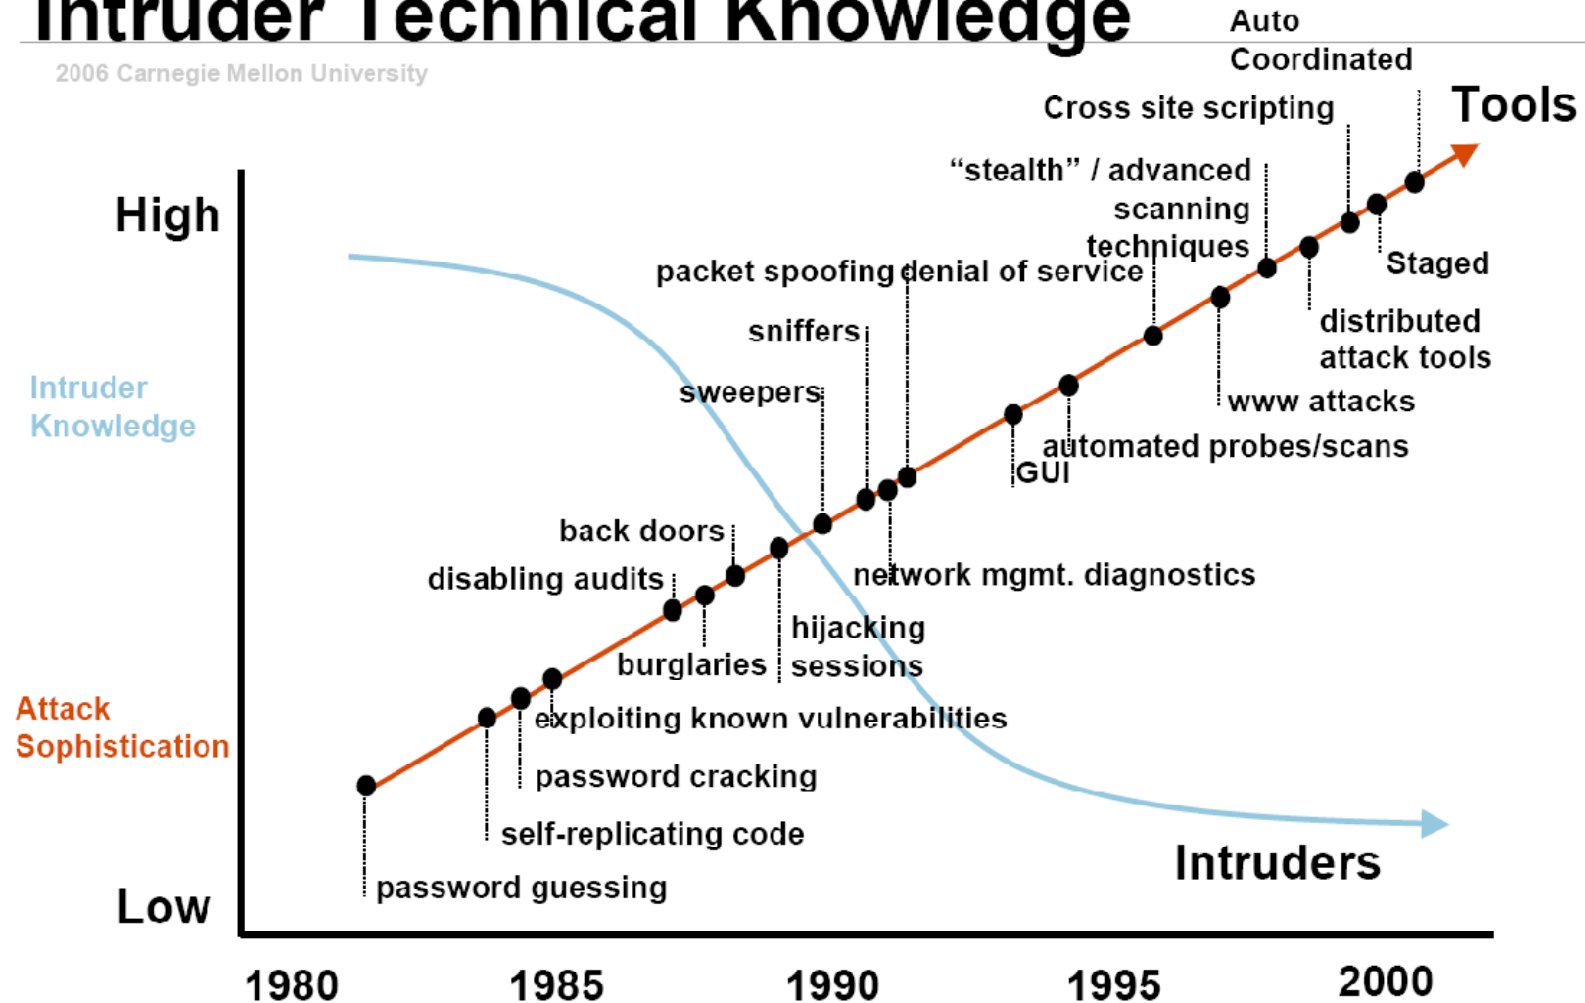 Intruder Technical Knowledge
2006 Carnegie Mellon University
Auto
Coordinated
Tools
Cross site scripting
“stealth” / advanced
scanning
techniques
High
packet spoofing denial of service
Staged
sniffers
distributed
attack tools
Intruder
Knowledge
sweepers
www attacks
automated probes/scans
GUI
back doors
disabling audits
network mgmt. diagnostics
hijacking
sessions
burglaries
Attack
Sophistication
exploiting known vulnerabilities
password cracking
self-replicating code
Intruders
password guessing
Low
1980 1985 1990 1995 2000